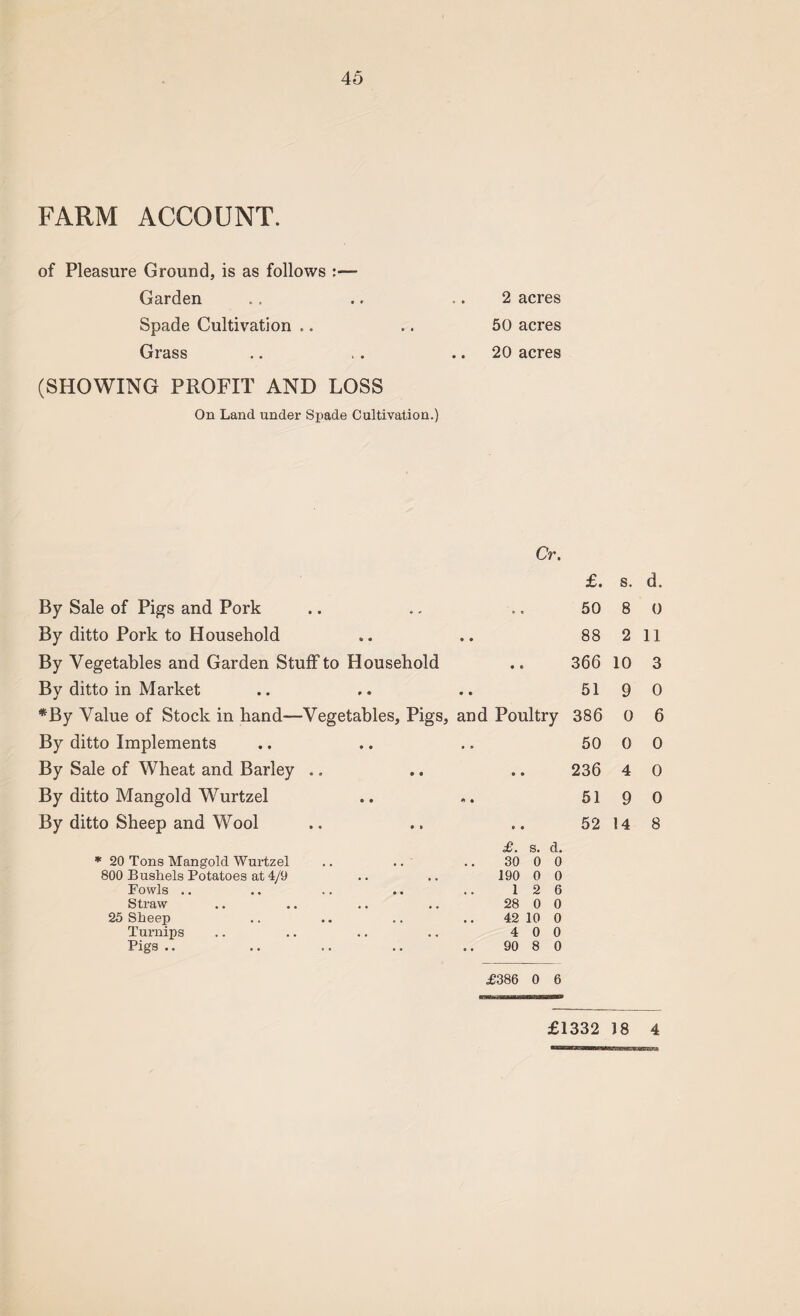 45
FARM ACCOUNT.
of Pleasure Ground, is as follows :—
Garden .. .. .. 2 acres
Spade Cultivation .. .. 50 acres
Grass .. .. .. 20 acres
(SHOWING PROFIT AND LOSS
On Land under Spade Cultivation.)
Cr.
£. s. d.
By Sale of Pigs and Pork .. .. .. 50 8 0
By ditto Pork to Household .. .. 88 2 11
By Vegetables and Garden Stuff to Household .. 366 10 3
By ditto in Market .. .. .. 51 9 0
*By Value of Stock in hand—Vegetables, Pigs, and Poultry 386 0 6
By ditto Implements .. .. .. 50 0 0
By Sale of Wheat and Barley .. .. .. 236 4 0
By ditto Mangold Wurtzel .. .. 51 9 0
By ditto Sheep and Wool .. .. .. 52 14 8
£. s. d.
* 20 Tons Mangold Wurtzel .. .. .. 30 0 0
800 Bushels Potatoes at 4/9 .. .. 190 0 0
Fowls .. .. .. .. .. 1 2 6
Straw .. .. .. .. 28 0 0
25 Sheep .. .. .. .. 42 10 0
Turnips .. .. .. .. 4 0 0
Pigs .. .. .. .. .. 90 8 0
£386 0 6
£1332 18 4